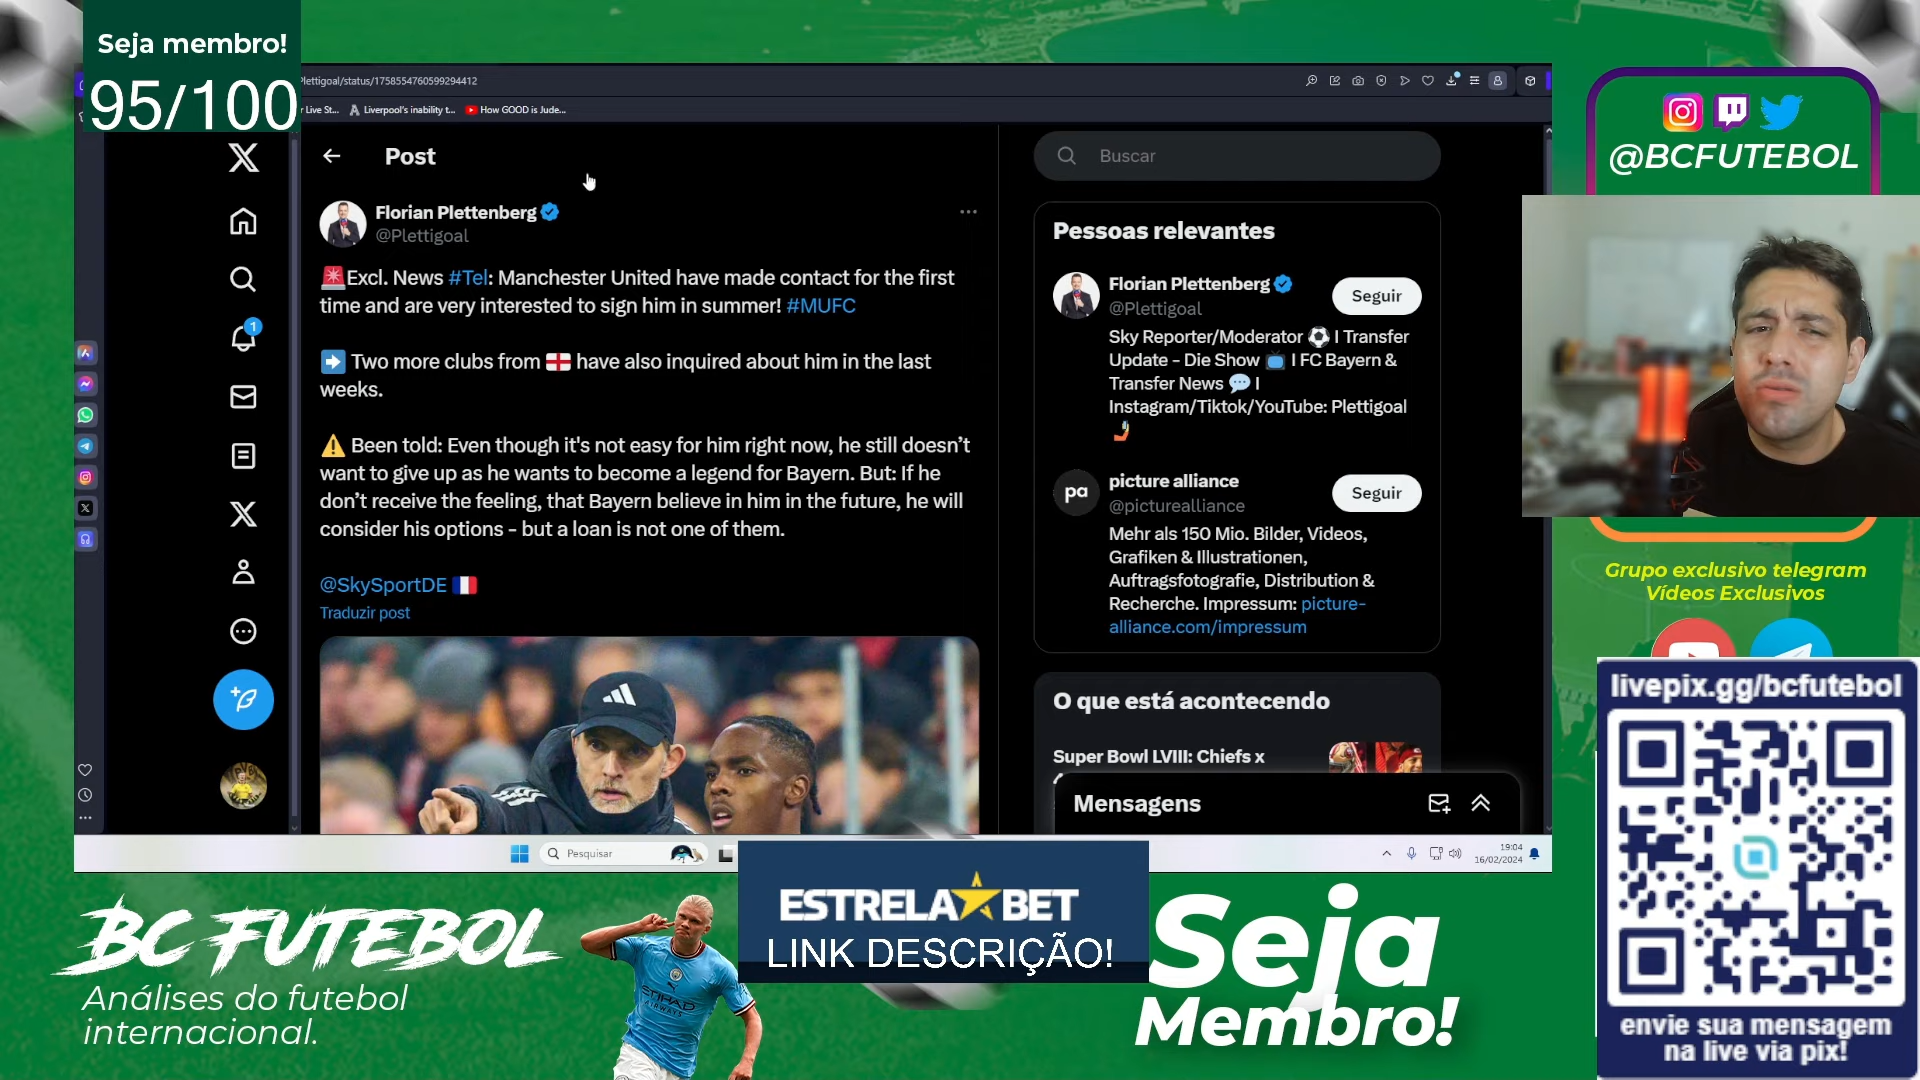 Seja membro!
95/100
Plettigoal/status/1758554760599294412
r Live St...
Liverpool's inability t...
How GOOD is Jude...
Post
Florian Plettenberg
@Plettigoal
Excl. News #Tel: Manchester United have made contact for the first
time and are very interested to sign him in summer! #MUFC
Two more clubs from have also inquired about him in the last
weeks.
Been told: Even though it's not easy for him right now, he still doesn't
want to give up as he wants to become a legend for Bayern. But: If he
don't receive the feeling, that Bayern believe in him in the future, he will
consider his options - but a loan is not one of them.
@SkySportDE
Traduzir post
1
Buscar
Pessoas relevantes
Florian Plettenberg
@Plettigoal
Seguir
Sky Reporter/Moderator I Transfer
Update - Die Show I FC Bayern &
Transfer News I
Instagram/Tiktok/YouTube: Plettigoal
pa
picture alliance
@picturealliance
Seguir
Mehr als 150 Mio. Bilder, Videos,
Grafiken & Illustrationen,
Auftragsfotografie, Distribution &
Recherche. Impressum: picture-
alliance.com/impressum
O que está acontecendo
Super Bowl LVIII: Chiefs x
Mensagens
Pesquisar
19:04
16/02/2024
@BCFUTEBOL
Grupo exclusivo telegram
Vídeos Exclusivos
livepix.gg/bcfutebol
envie sua mensagem
na live via pix!
BC FUTEBOL
Análises do futebol
internacional.
ETIHAD
AIRWAYS
ESTRELA BET
LINK DESCRIÇÃO!
Seja
Membro!